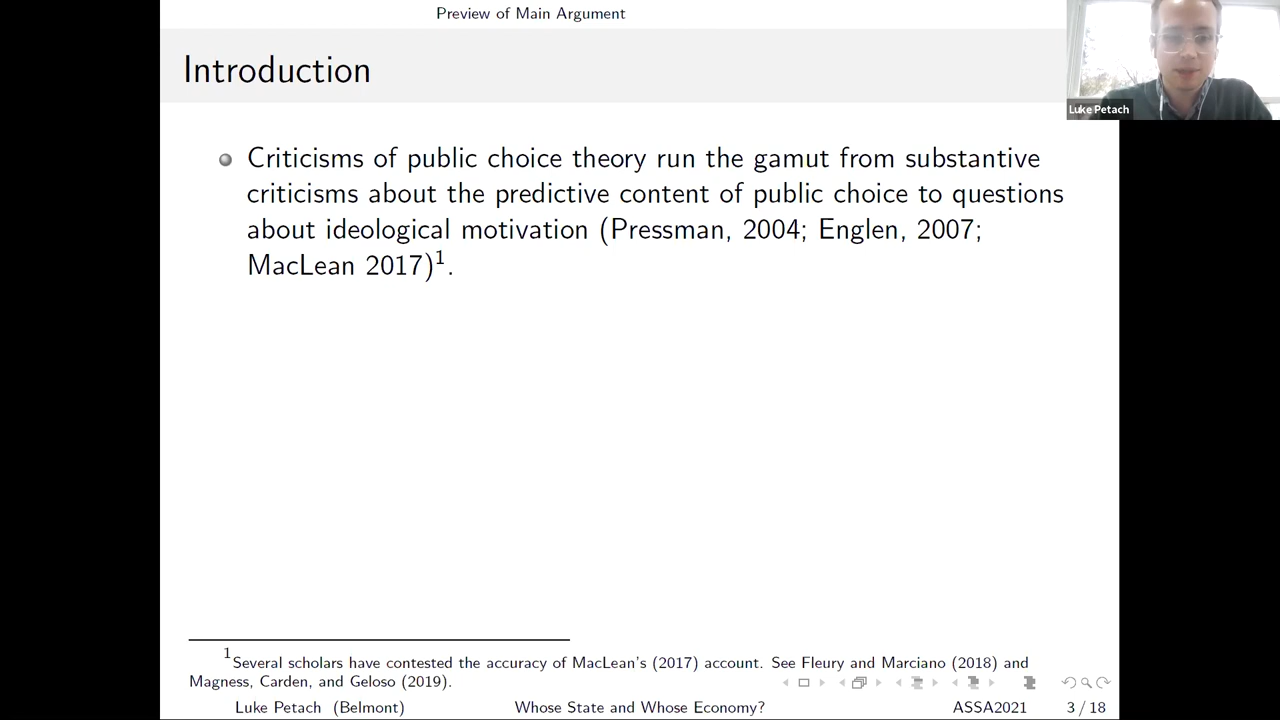 Preview of Main Argument
Introduction
Luke Petach
Criticisms of public choice theory run the gamut from substantive
criticisms about the predictive content of public choice to questions
about ideological motivation (Pressman, 2004; Englen, 2007;
MacLean 2017)¹.
¹Several scholars have contested the accuracy of MacLean's (2017) account. See Fleury and Marciano (2018) and
Magness, Carden, and Geloso (2019).
Luke Petach (Belmont) Whose State and Whose Economy? ASSA2021 3 / 18